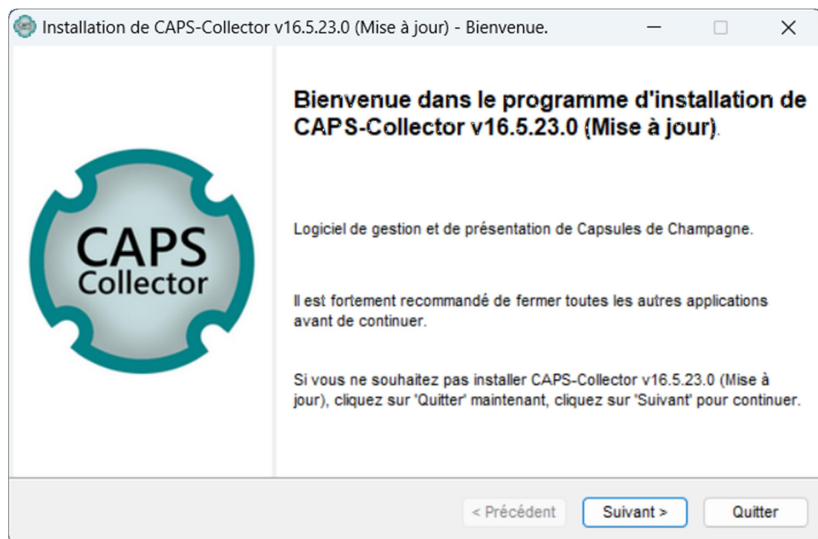 Installation de CAPS-Collector v16.5.23.0 (Mise à jour) - Bienvenue.
Bienvenue dans le programme d'installation de
CAPS-Collector v16.5.23.0 (Mise à jour).
CAPS
Collector
Logiciel de gestion et de présentation de Capsules de Champagne.
Il est fortement recommandé de fermer toutes les autres applications
avant de continuer.
Si vous ne souhaitez pas installer CAPS-Collector v16.5.23.0 (Mise à
jour), cliquez sur 'Quitter' maintenant, cliquez sur 'Suivant' pour continuer.
< Précédent
Suivant >
Quitter